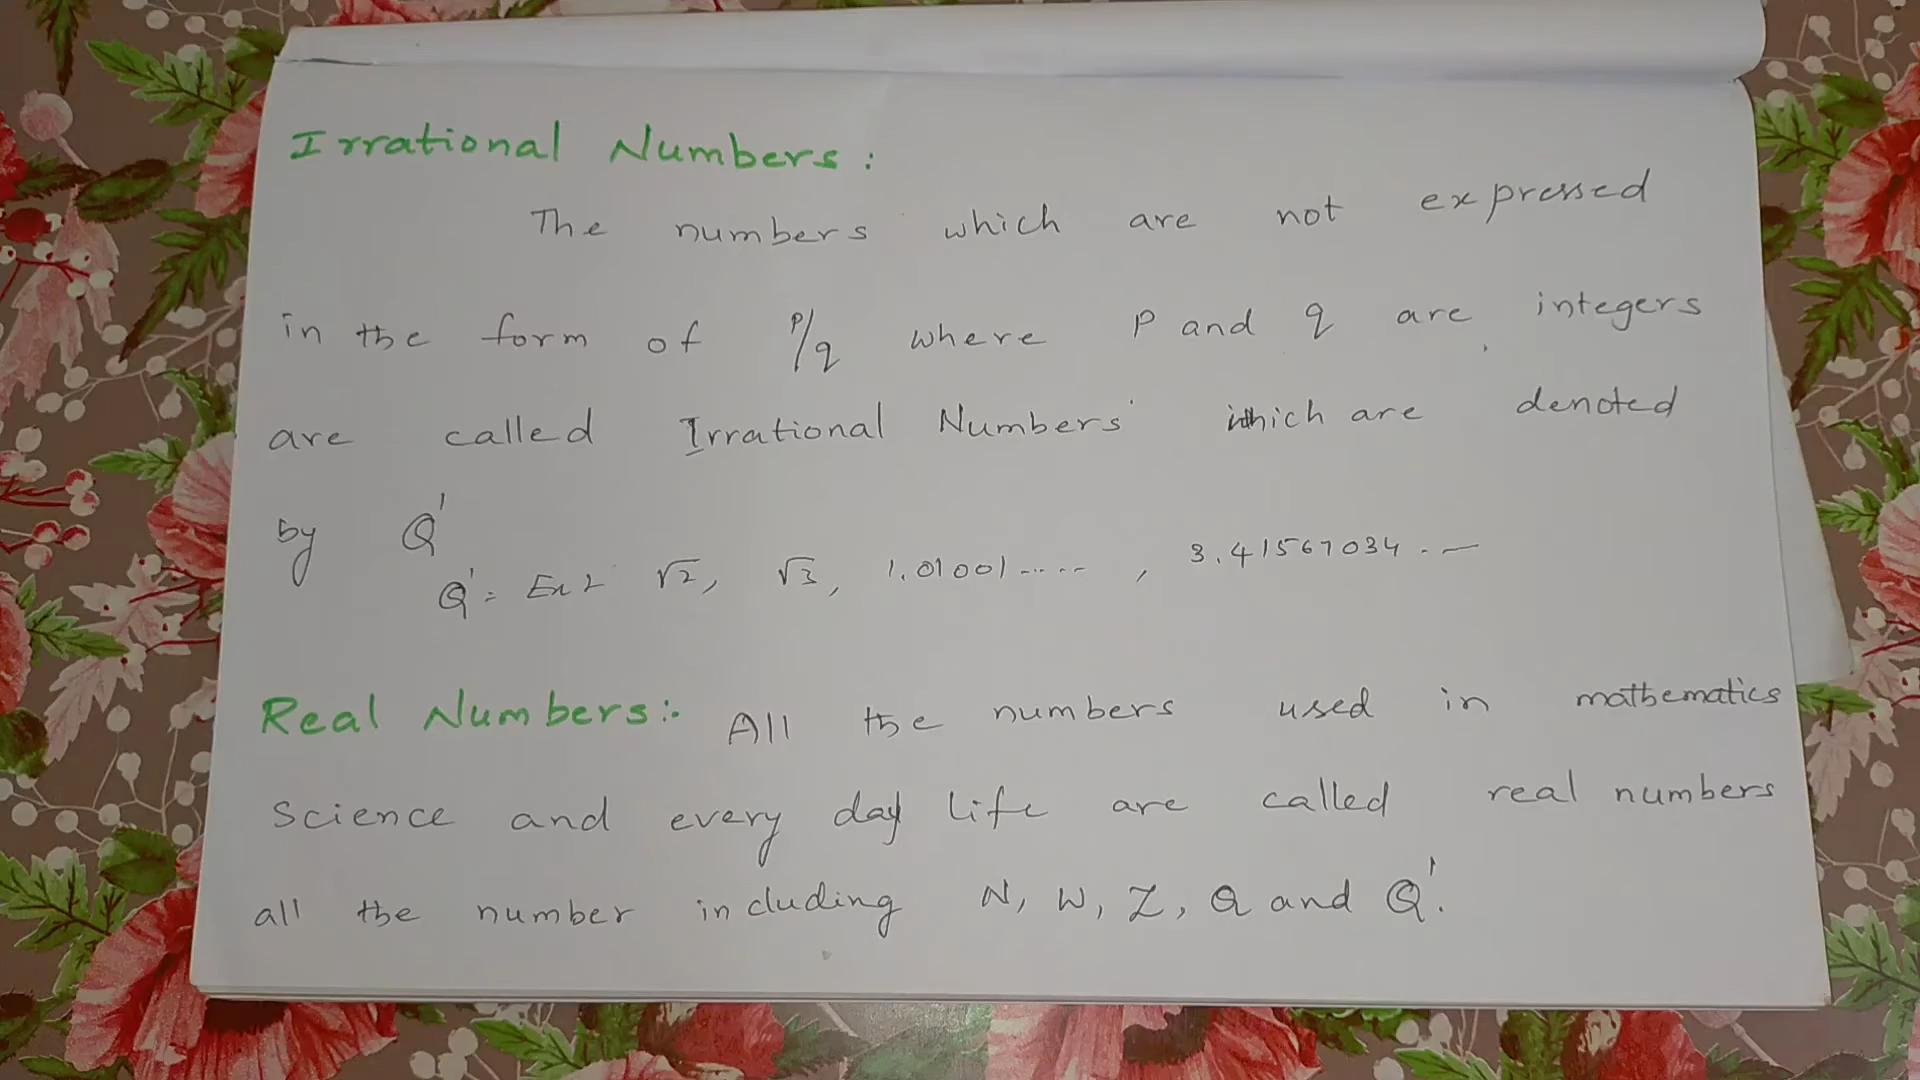 Irrational Numbers:
The numbers which are not expressed
in the form of P/q where P and q are integers
are called Irrational Numbers which are denoted
by Q'
Q' = Ex: √2, √3, 1.01001....., 3.41567034...
Real Numbers:- All the numbers used in mathematics
Science and every day life are called real numbers
all the number including N, W, Z, Q and Q'.